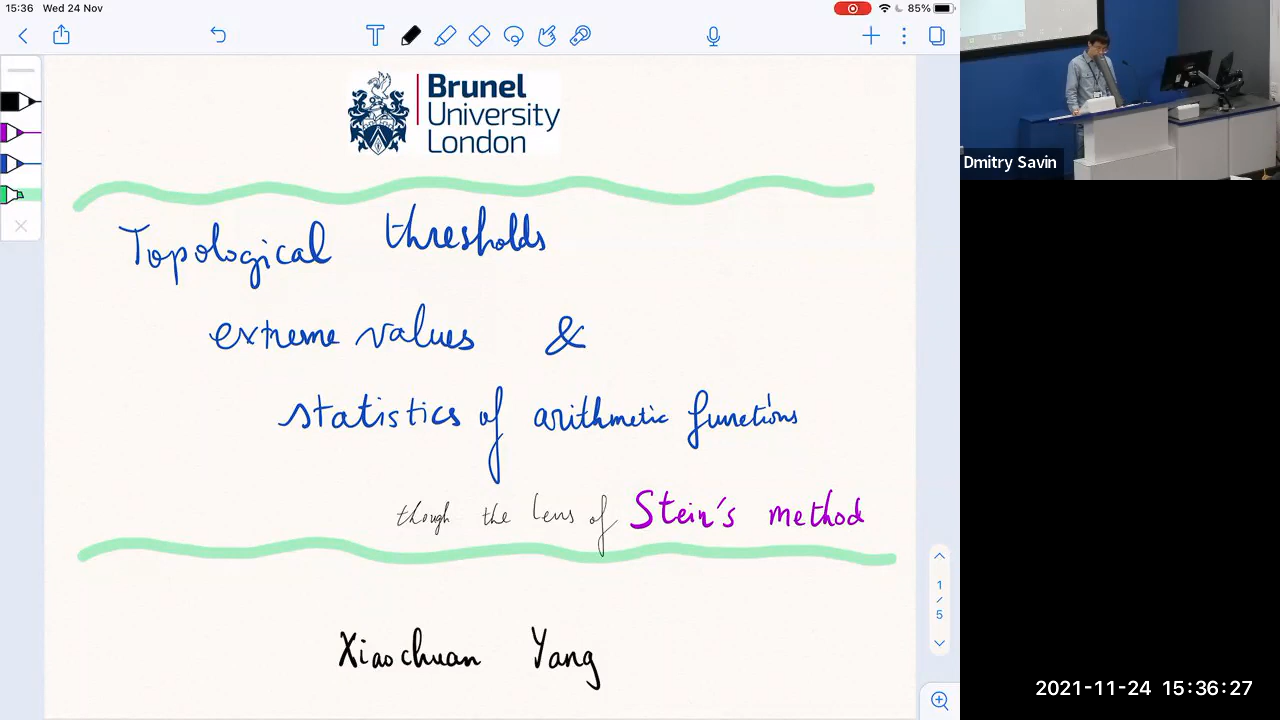 15:36 Wed 24 Nov
85%
Brunel
University
London
Topological thresholds
extreme values &
statistics of arithmetic functions
though the lens of Stein's method
Xiaochuan Yang
1
/
5
Dmitry Savin
2021-11-24 15:36:27